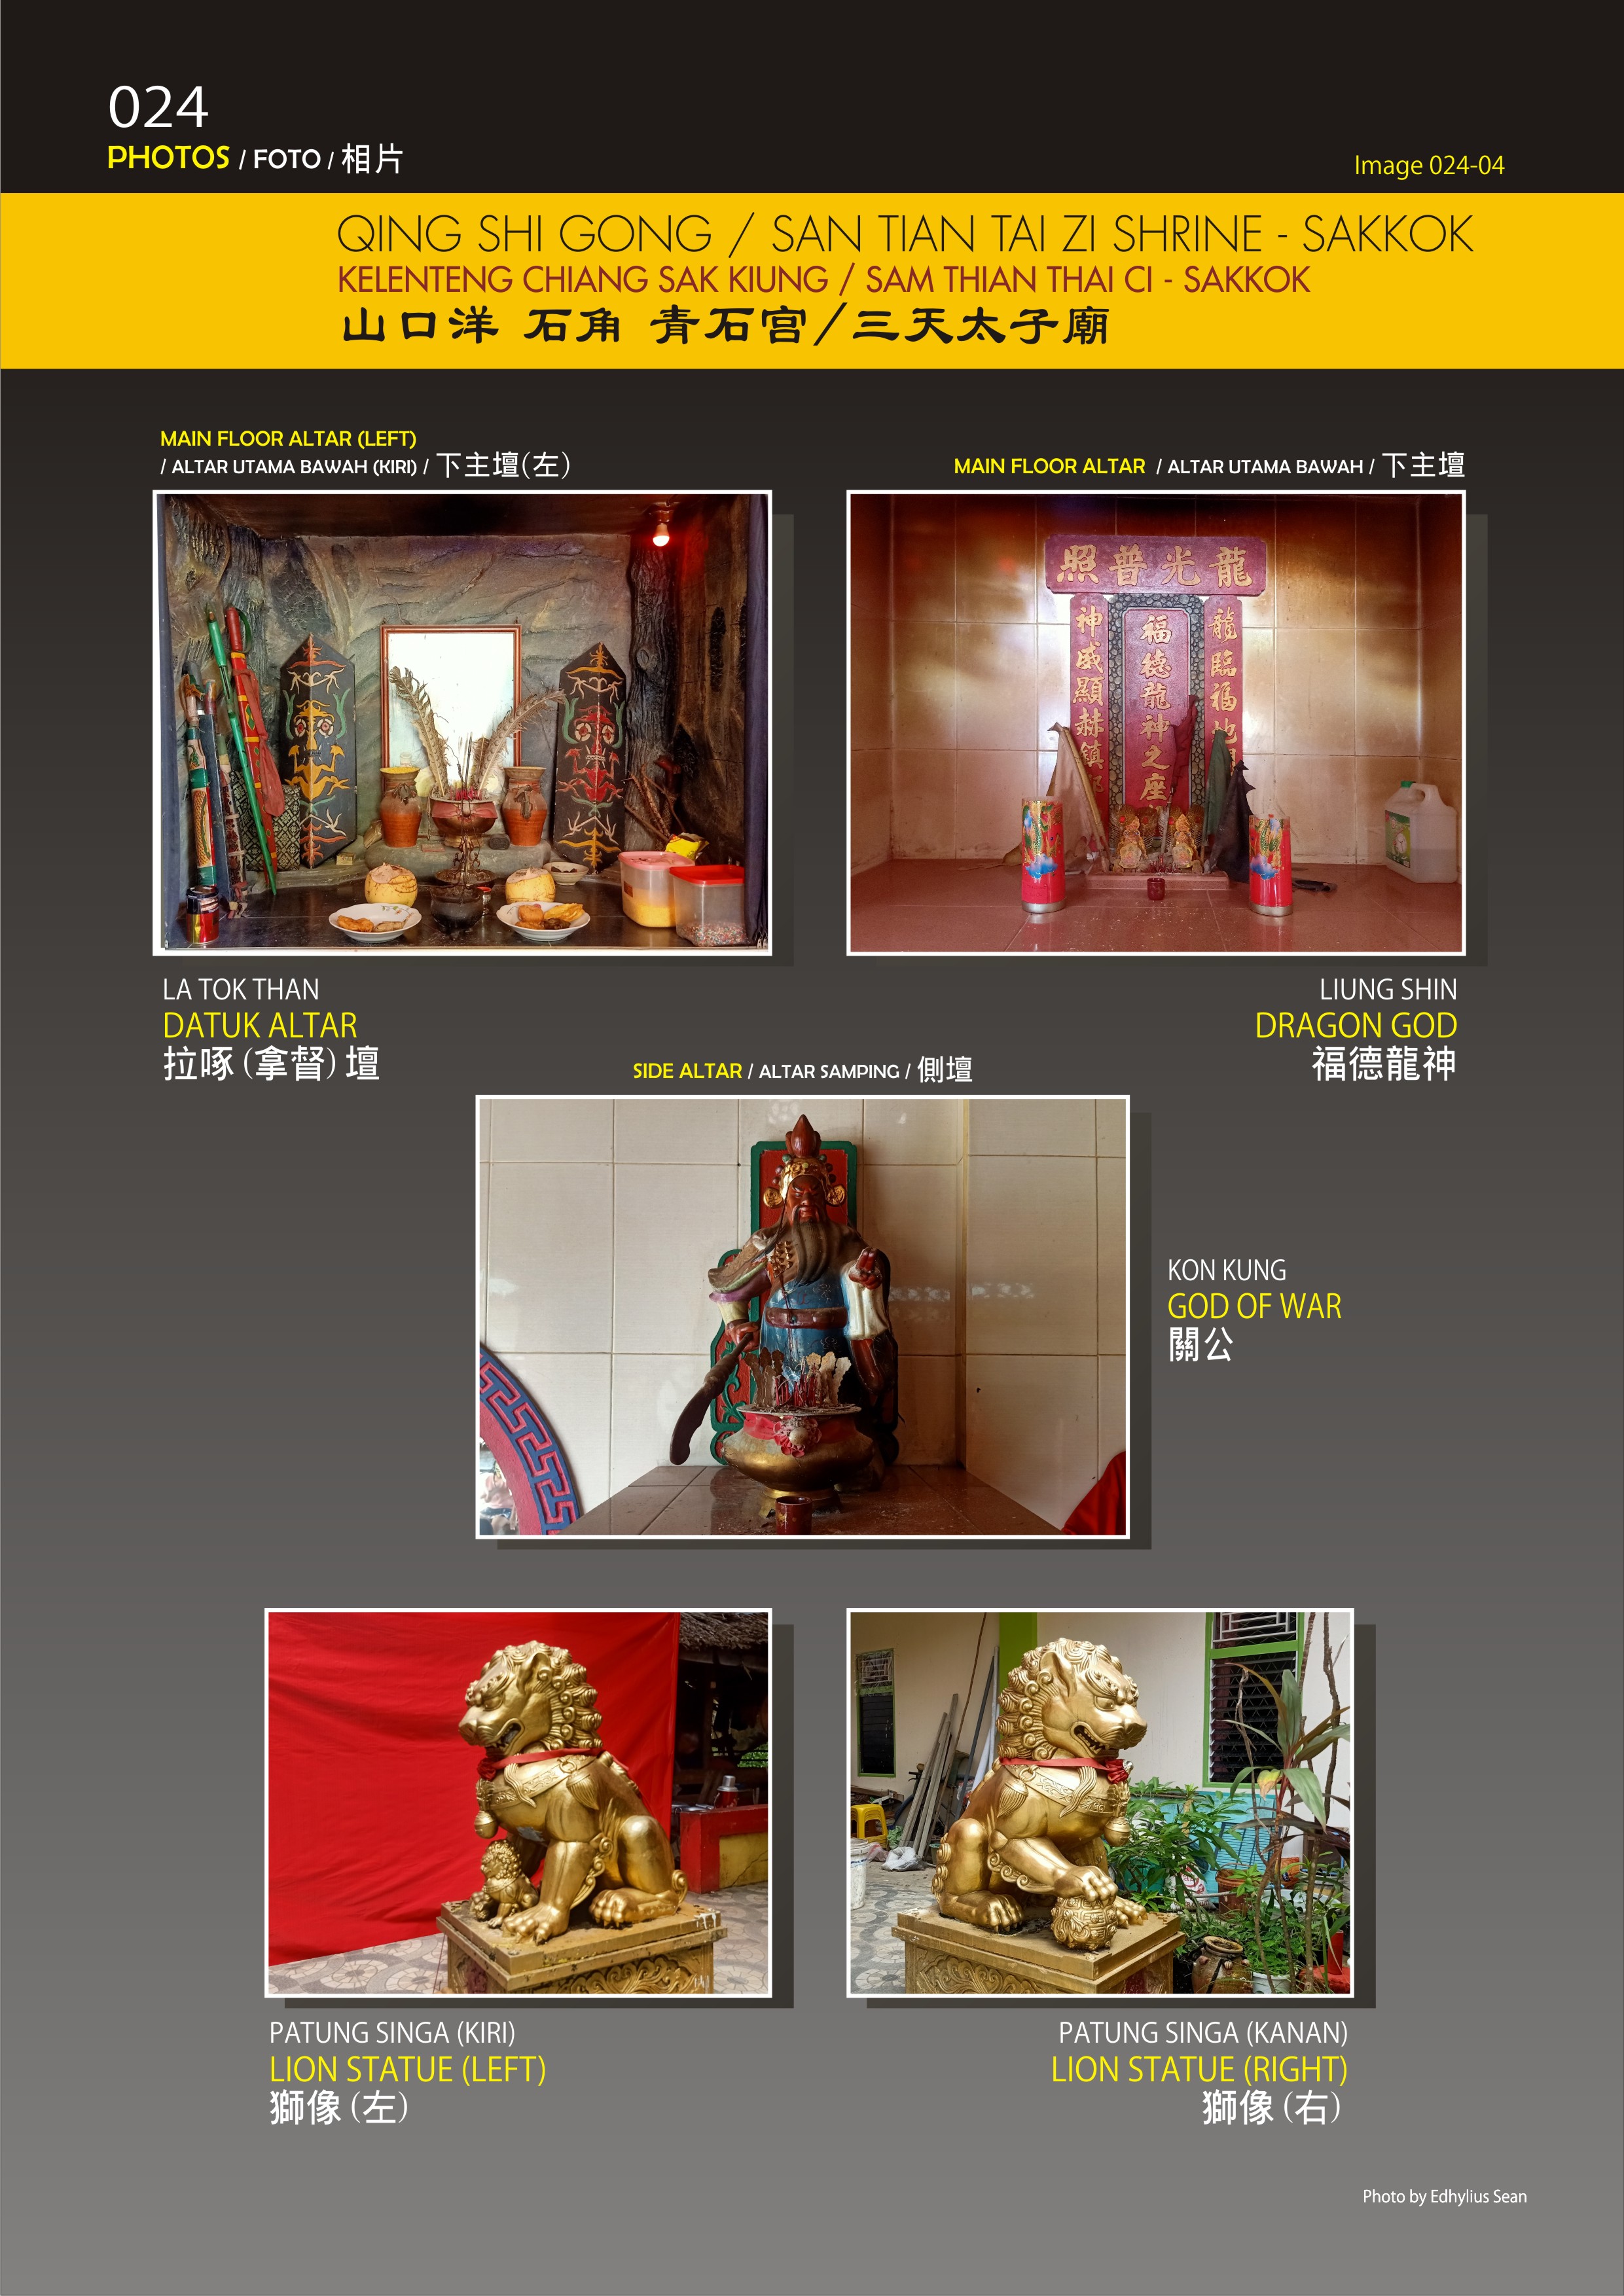 024
PHOTOS / FOTO / 相片
Image 024-04
QING SHI GONG / SAN TIAN TAI ZI SHRINE - SAKKOK
KELENTENG CHIANG SAK KIUNG / SAM THIAN THAI CI - SAKKOK
山口洋 石角 青石宫/三天太子廟
MAIN FLOOR ALTAR (LEFT)
/ ALTAR UTAMA BAWAH (KIRI) / 下主壇(左)
MAIN FLOOR ALTAR / ALTAR UTAMA BAWAH / 下主壇
照普光龍
神威顯赫鎮
福德龍神之座
龍臨福地
LA TOK THAN
DATUK ALTAR
拉啄(拿督)壇
LIUNG SHIN
DRAGON GOD
福德龍神
SIDE ALTAR / ALTAR SAMPING / 側壇
KON KUNG
GOD OF WAR
關公
PATUNG SINGA (KIRI)
LION STATUE (LEFT)
獅像(左)
PATUNG SINGA (KANAN)
LION STATUE (RIGHT)
獅像(右)
Photo by Edhylius Sean